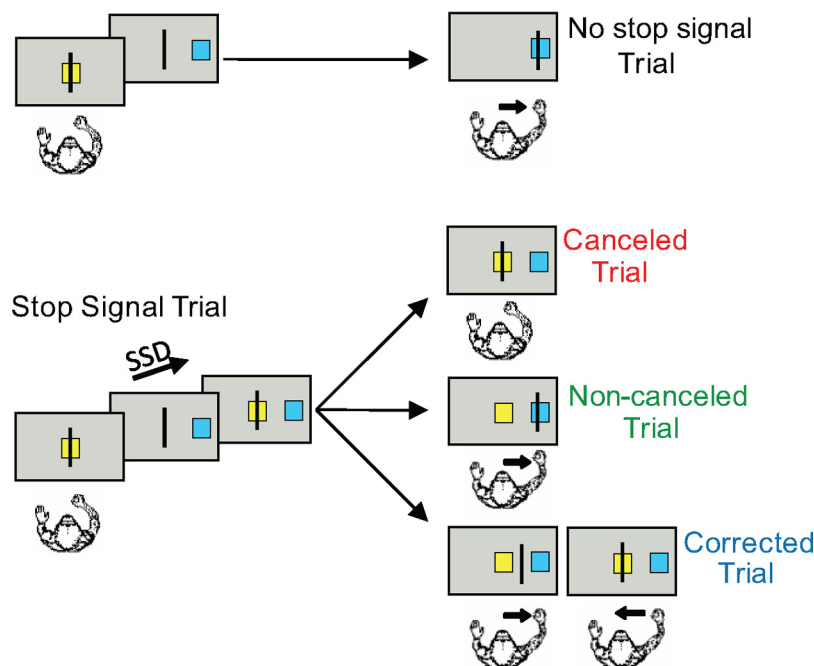 No stop signal
Trial
Canceled
Trial
Stop Signal Trial
SSD
Non-canceled
Trial
Corrected
Trial